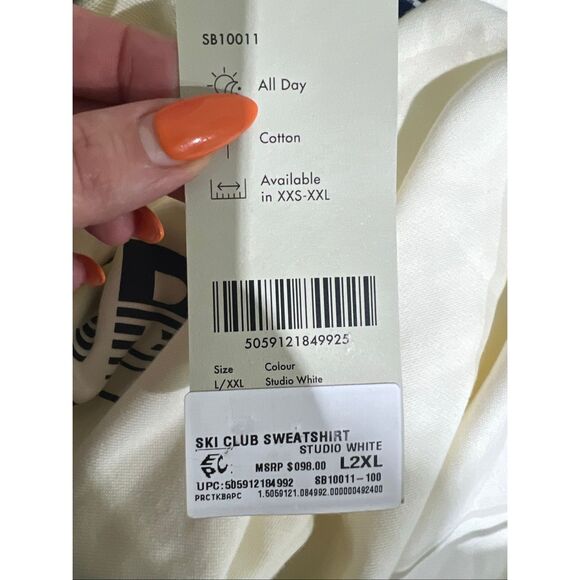 SB10011
All Day
Cotton
Available
in XXS-XXL
5059121849925
Size Colour
L/XXL Studio White
SKI CLUB SWEATSHIRT
STUDIO WHITE
MSRP $098.00 L2XL
UPC:505912184992 SB10011-100
PRCTKBAPC 1.5059121.084992.000000492400